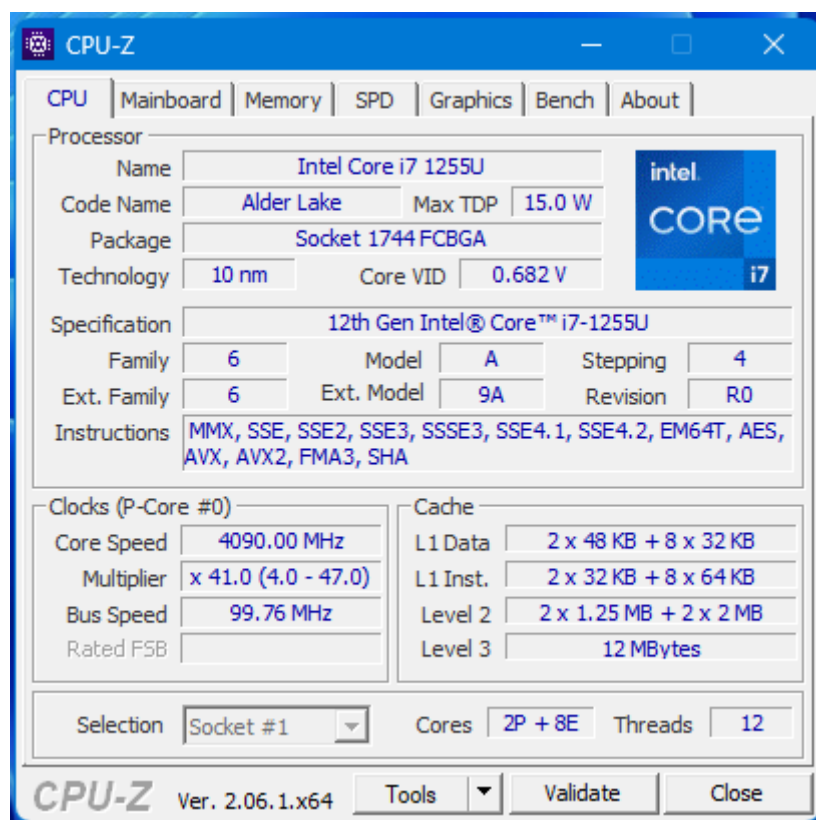 CPU-Z
CPU Mainboard Memory SPD Graphics Bench About
Processor
Name Intel Core i7 1255U
Code Name Alder Lake Max TDP 15.0 W
Package Socket 1744 FCBGA
Technology 10 nm Core VID 0.682 V
intel
CORE
i7
Specification 12th Gen Intel® Core™ i7-1255U
Family 6 Model A Stepping 4
Ext. Family 6 Ext. Model 9A Revision R0
Instructions MMX, SSE, SSE2, SSE3, SSSE3, SSE4.1, SSE4.2, EM64T, AES,
AVX, AVX2, FMA3, SHA
Clocks (P-Core #0)
Core Speed 4090.00 MHz
Multiplier x 41.0 (4.0 - 47.0)
Bus Speed 99.76 MHz
Rated FSB
Cache
L1 Data 2 x 48 KB + 8 x 32 KB
L1 Inst. 2 x 32 KB + 8 x 64 KB
Level 2 2 x 1.25 MB + 2 x 2 MB
Level 3 12 MBytes
Selection Socket #1 Cores 2P + 8E Threads 12
CPU-Z Ver. 2.06.1.x64 Tools Validate Close